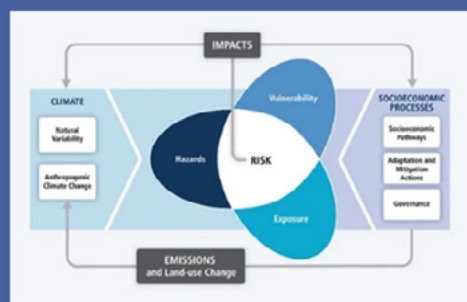 IMPACTS
CLIMATE
Natural
Variability
Anthropogenic
Climate Change
Vulnerability
Hazards
RISK
Exposure
SOCIOECONOMIC
PROCESSES
Socioeconomic
Pathways
Adaptation and
Mitigation
Actions
Governance
EMISSIONS
and Land-use Change